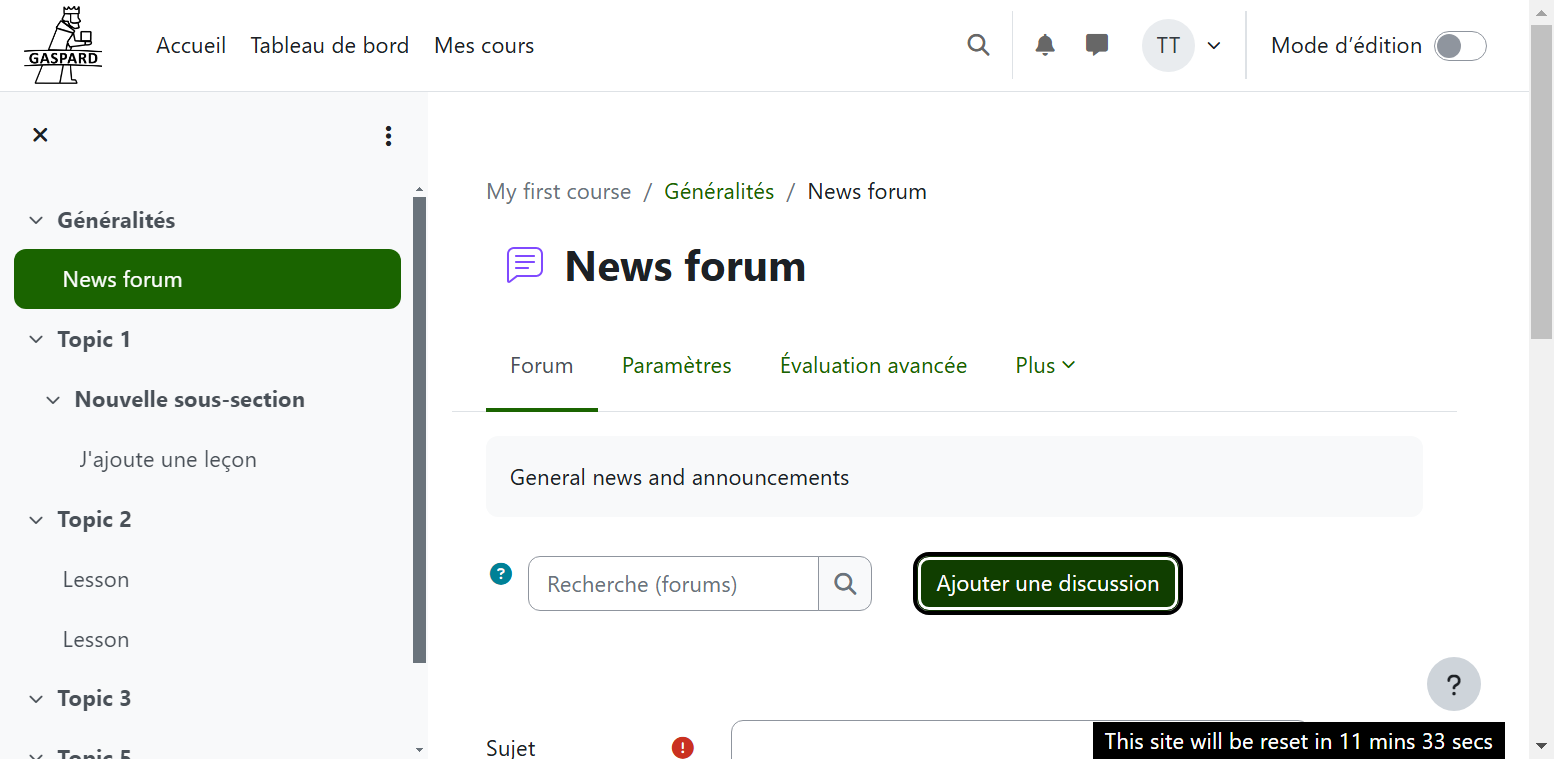 GASPARD
Accueil Tableau de bord Mes cours TT Mode d’édition
Généralités
News forum
Topic 1
Nouvelle sous-section
J'ajoute une leçon
Topic 2
Lesson
Lesson
Topic 3
Topic 5
My first course / Généralités / News forum
News forum
Forum Paramètres Évaluation avancée Plus
General news and announcements
? Recherche (forums) Ajouter une discussion
?
Sujet !
This site will be reset in 11 mins 33 secs